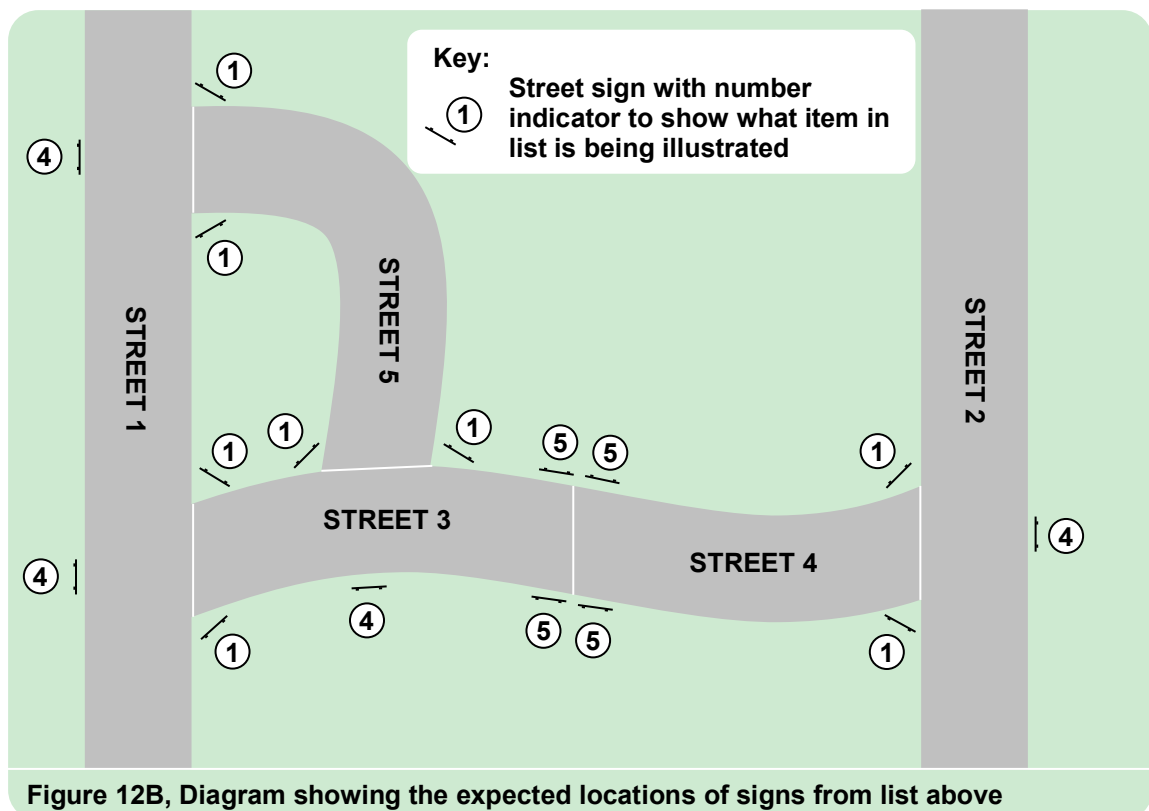 Key:
1
Street sign with number
indicator to show what item in
list is being illustrated
1
4
1
STREET 1
STREET 5
STREET 2
1
1
1
5
5
1
STREET 3
STREET 4
4
4
1
4
5
5
1
Figure 12B, Diagram showing the expected locations of signs from list above